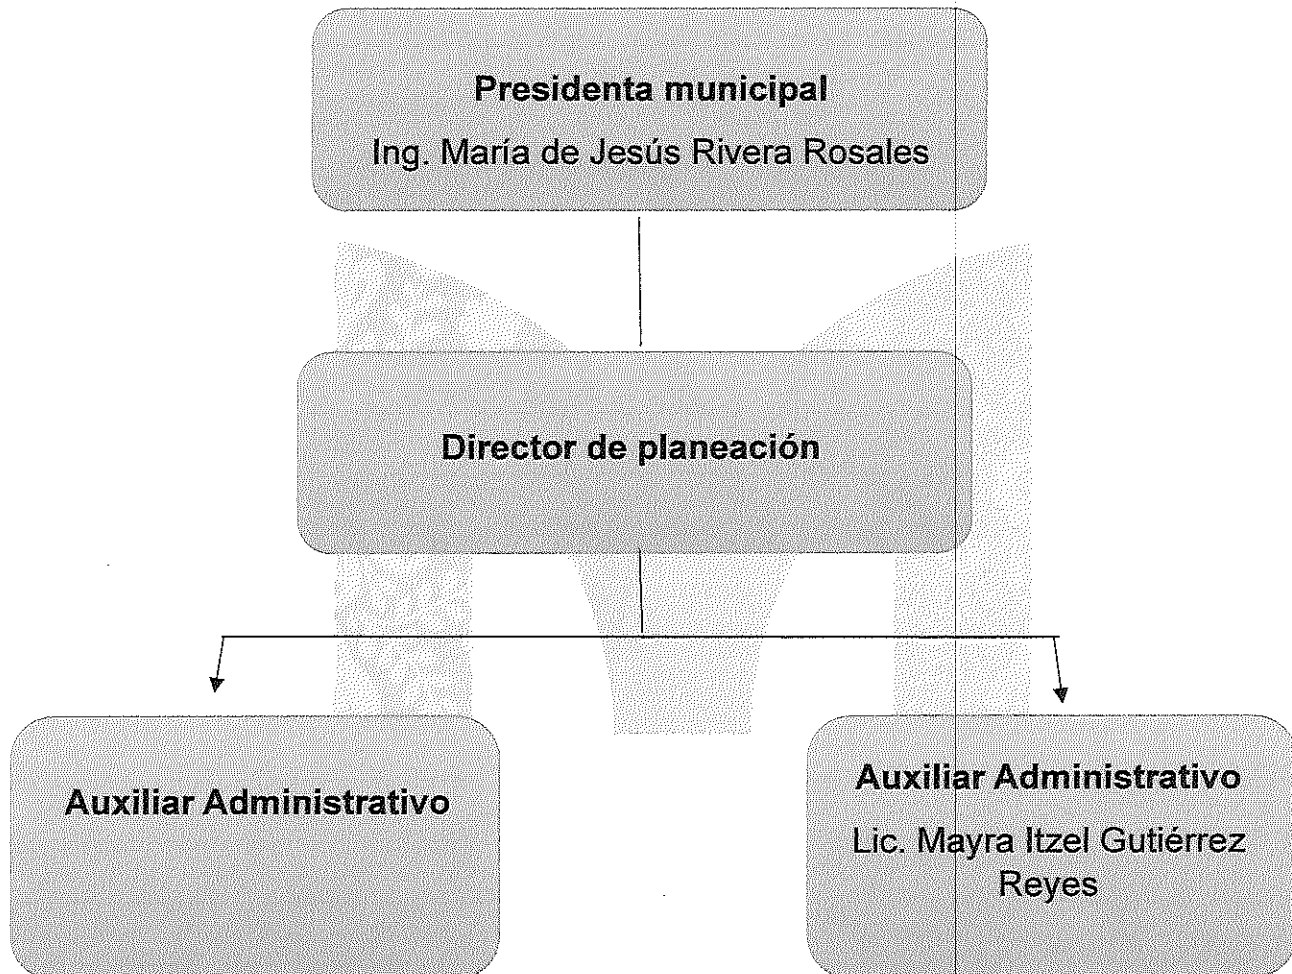 Presidenta municipal
Ing. María de Jesús Rivera Rosales
Director de planeación
Auxiliar Administrativo
Auxiliar Administrativo
Lic. Mayra Itzel Gutiérrez
Reyes